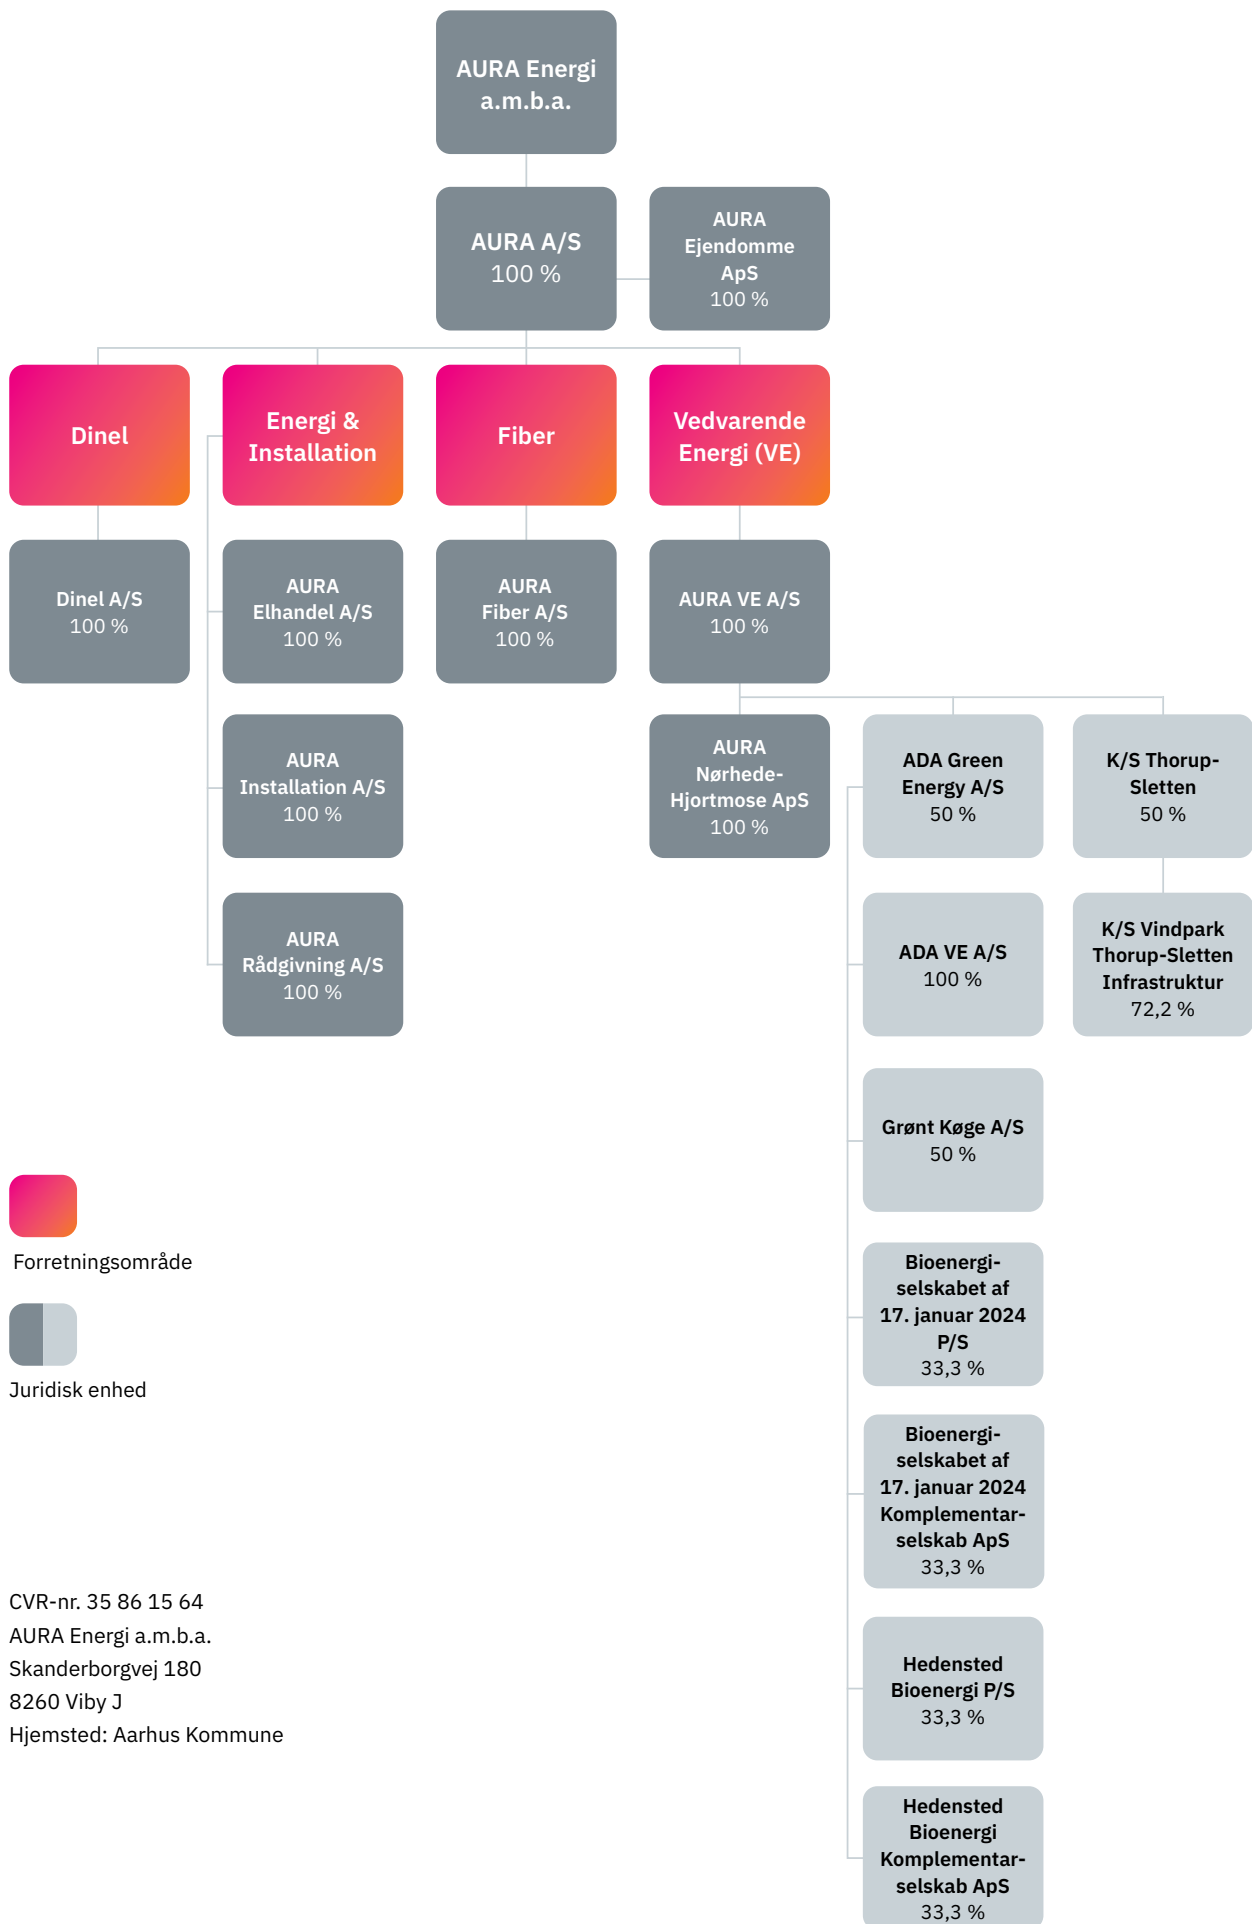 AURA Energi
a.m.b.a.
AURA A/S
100 %
AURA
Ejendomme
ApS
100 %
Dinel
Energi &
Installation
Fiber
Vedvarende
Energi (VE)
Dinel A/S
100 %
AURA
Elhandel A/S
100 %
AURA
Fiber A/S
100 %
AURA VE A/S
100 %
AURA
Installation A/S
100 %
AURA
Nørhede-
Hjortmose ApS
100 %
ADA Green
Energy A/S
50 %
K/S Thorup-
Sletten
50 %
AURA
Rådgivning A/S
100 %
ADA VE A/S
100 %
K/S Vindpark
Thorup-Sletten
Infrastruktur
72,2 %
Grønt Køge A/S
50 %
Forretningsområde
Bioenergi-
selskabet af
17. januar 2024
P/S
33,3 %
Juridisk enhed
Bioenergi-
selskabet af
17. januar 2024
Komplementar-
selskab ApS
33,3 %
CVR-nr. 35 86 15 64
AURA Energi a.m.b.a.
Skanderborgvej 180
8260 Viby J
Hjemsted: Aarhus Kommune
Hedensted
Bioenergi P/S
33,3 %
Hedensted
Bioenergi
Komplementar-
selskab ApS
33,3 %